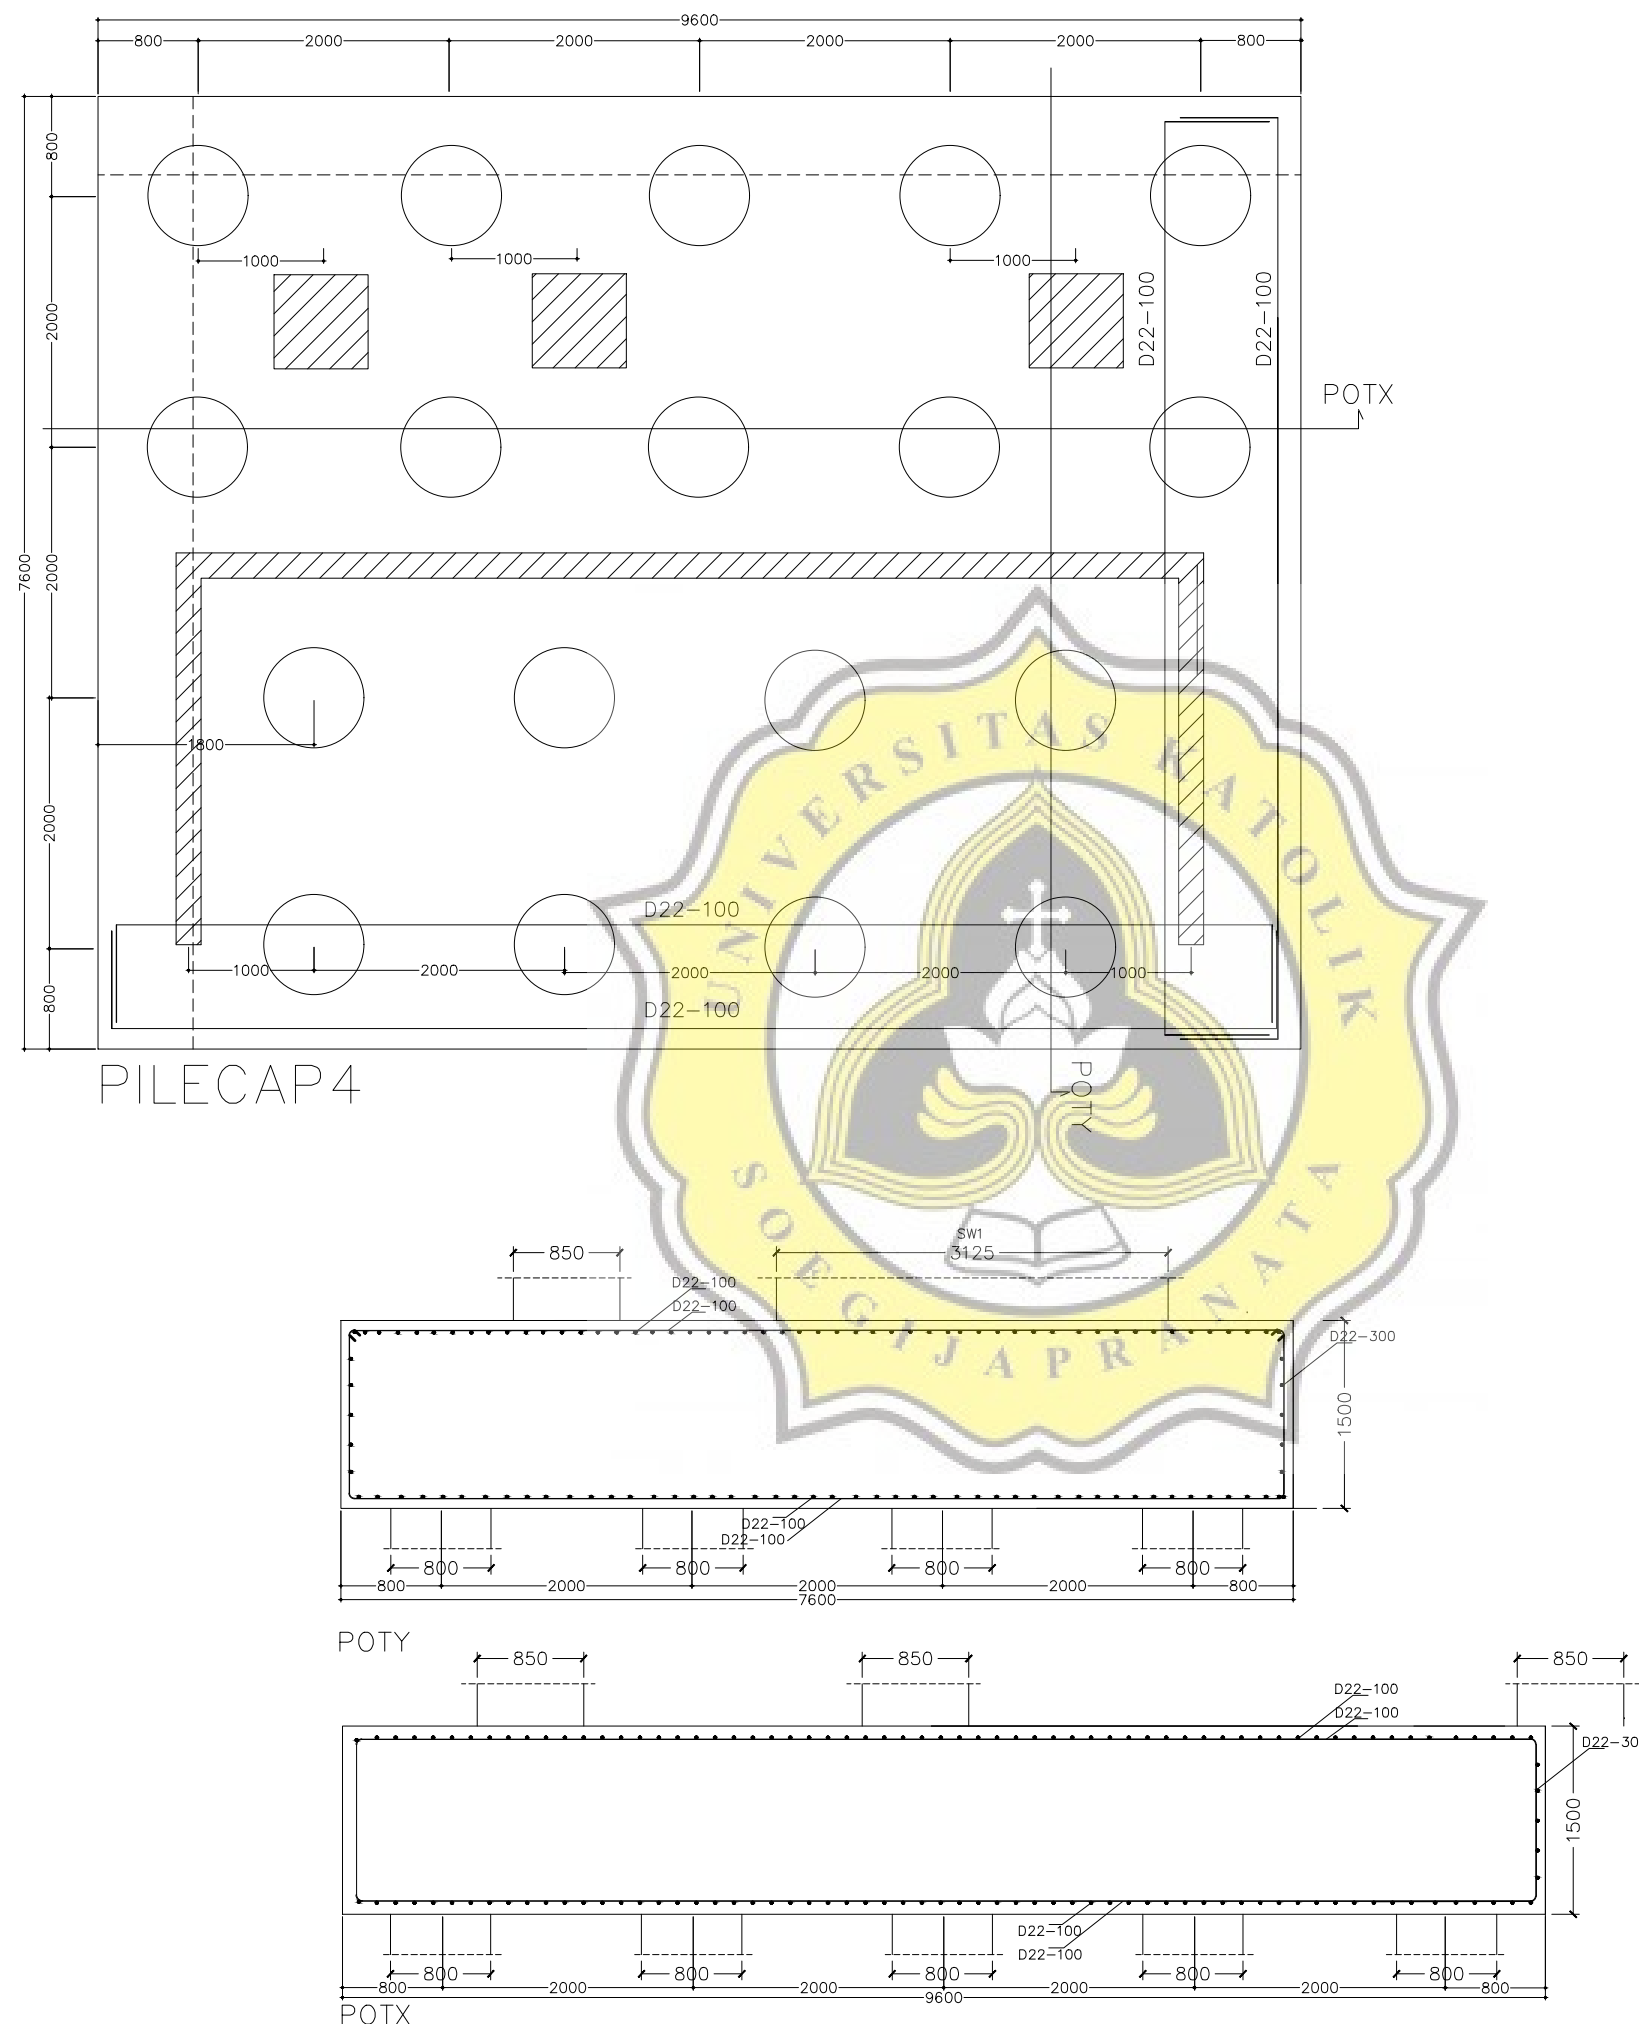 9600
800 2000 2000 2000 2000 800
800
2000
2000
2000
800
7600
1000 1000 1000
D22-100
D22-100
POTX
1800
D22-100
1000 2000 2000 2000 1000
D22-100
PILECAP4
POTY
UNIVERSITAS KATOLIK
SOEGIJAPRANATA
SW1
850 3125
D22-100
D22-100
D22-300
1500
D22-100
D22-100
800 800 800 800
800 2000 2000 2000 800
7600
POTY
850 850 850
D22-100
D22-100
D22-30
1500
D22-100
D22-100
800 800 800 800 800
800 2000 2000 2000 2000 800
9600
POTX